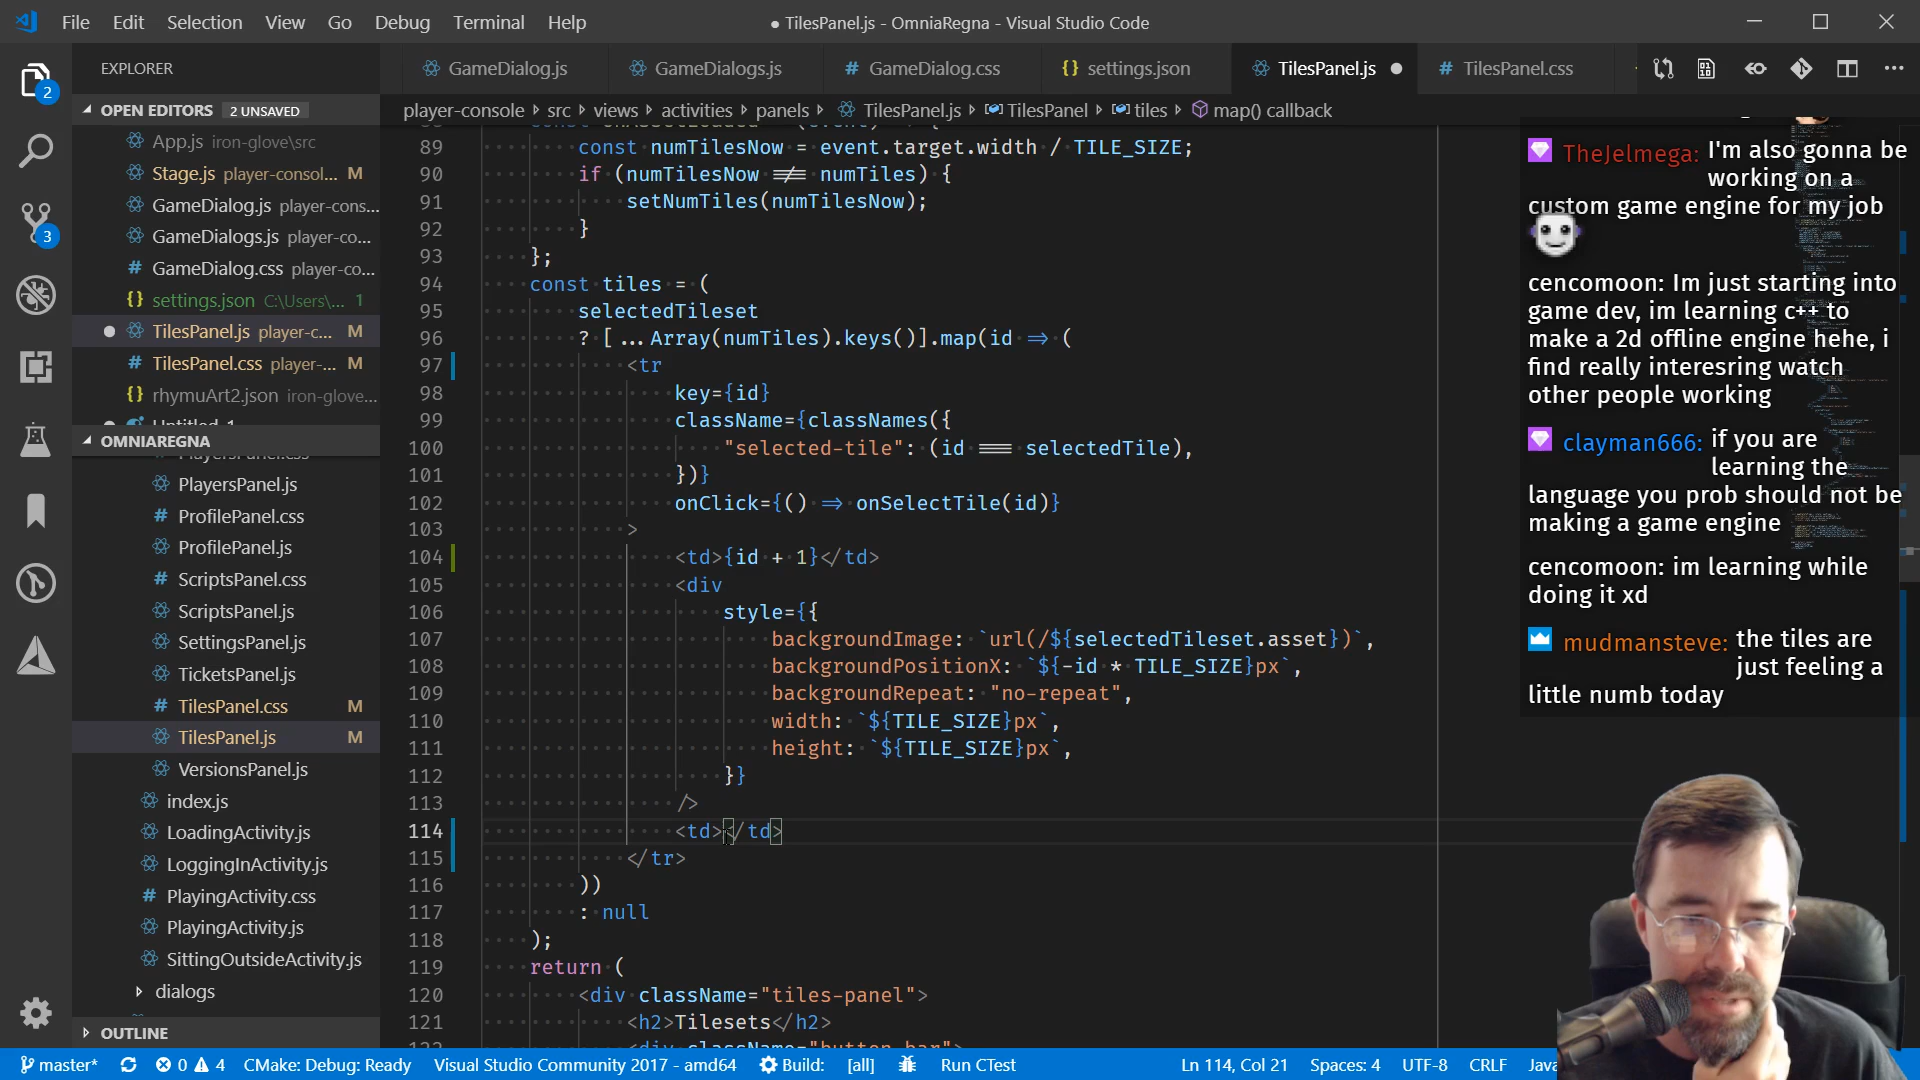 File Edit Selection View Go Debug Terminal Help
● TilesPanel.js - OmniaRegna - Visual Studio Code
EXPLORER
GameDialog.js
GameDialogs.js
# GameDialog.css
{} settings.json
TilesPanel.js ●
# TilesPanel.css
2
3
OPEN EDITORS 2 UNSAVED
App.js iron-glove\src
Stage.js player-consol... M
GameDialog.js player-cons...
GameDialogs.js player-co...
# GameDialog.css player-co...
{} settings.json C:\Users\... 1
● TilesPanel.js player-c... M
# TilesPanel.css player-... M
{} rhymuArt2.json iron-glove...
OMNIAREGNA
PlayersPanel.js
# ProfilePanel.css
ProfilePanel.js
# ScriptsPanel.css
ScriptsPanel.js
SettingsPanel.js
TicketsPanel.js
# TilesPanel.css M
TilesPanel.js M
VersionsPanel.js
index.js
LoadingActivity.js
LoggingInActivity.js
# PlayingActivity.css
PlayingActivity.js
SittingOutsideActivity.js
dialogs
OUTLINE
player-console › src › views › activities › panels › TilesPanel.js › TilesPanel › tiles › map() callback
89 const numTilesNow = event.target.width / TILE_SIZE;
90 if (numTilesNow !== numTiles) {
91 setNumTiles(numTilesNow);
92 }
93 };
94 const tiles = (
95 selectedTileset
96 ? [...Array(numTiles).keys()].map(id => (
97 <tr
98 key={id}
99 className={classNames({
100 "selected-tile": (id === selectedTile),
101 })}
102 onClick={() => onSelectTile(id)}
103 >
104 <td>{id + 1}</td>
105 <div
106 style={{
107 backgroundImage: `url(/${selectedTileset.asset})`,
108 backgroundPositionX: `${-id * TILE_SIZE}px`,
109 backgroundRepeat: "no-repeat",
110 width: `${TILE_SIZE}px`,
111 height: `${TILE_SIZE}px`,
112 }}
113 />
114 <td></td>
115 </tr>
116 ))
117 : null
118 );
119 return (
120 <div className="tiles-panel">
121 <h2>Tilesets</h2>
TheJelmega: I'm also gonna be
working on a
custom game engine for my job
cencomoon: Im just starting into
game dev, im learning c++ to
make a 2d offline engine hehe, i
find really interesring watch
other people working
clayman666: if you are
learning the
language you prob should not be
making a game engine
cencomoon: im learning while
doing it xd
mudmansteve: the tiles are
just feeling a
little numb today
master* 0 4 CMake: Debug: Ready Visual Studio Community 2017 - amd64 Build: [all] Run CTest Ln 114, Col 21 Spaces: 4 UTF-8 CRLF